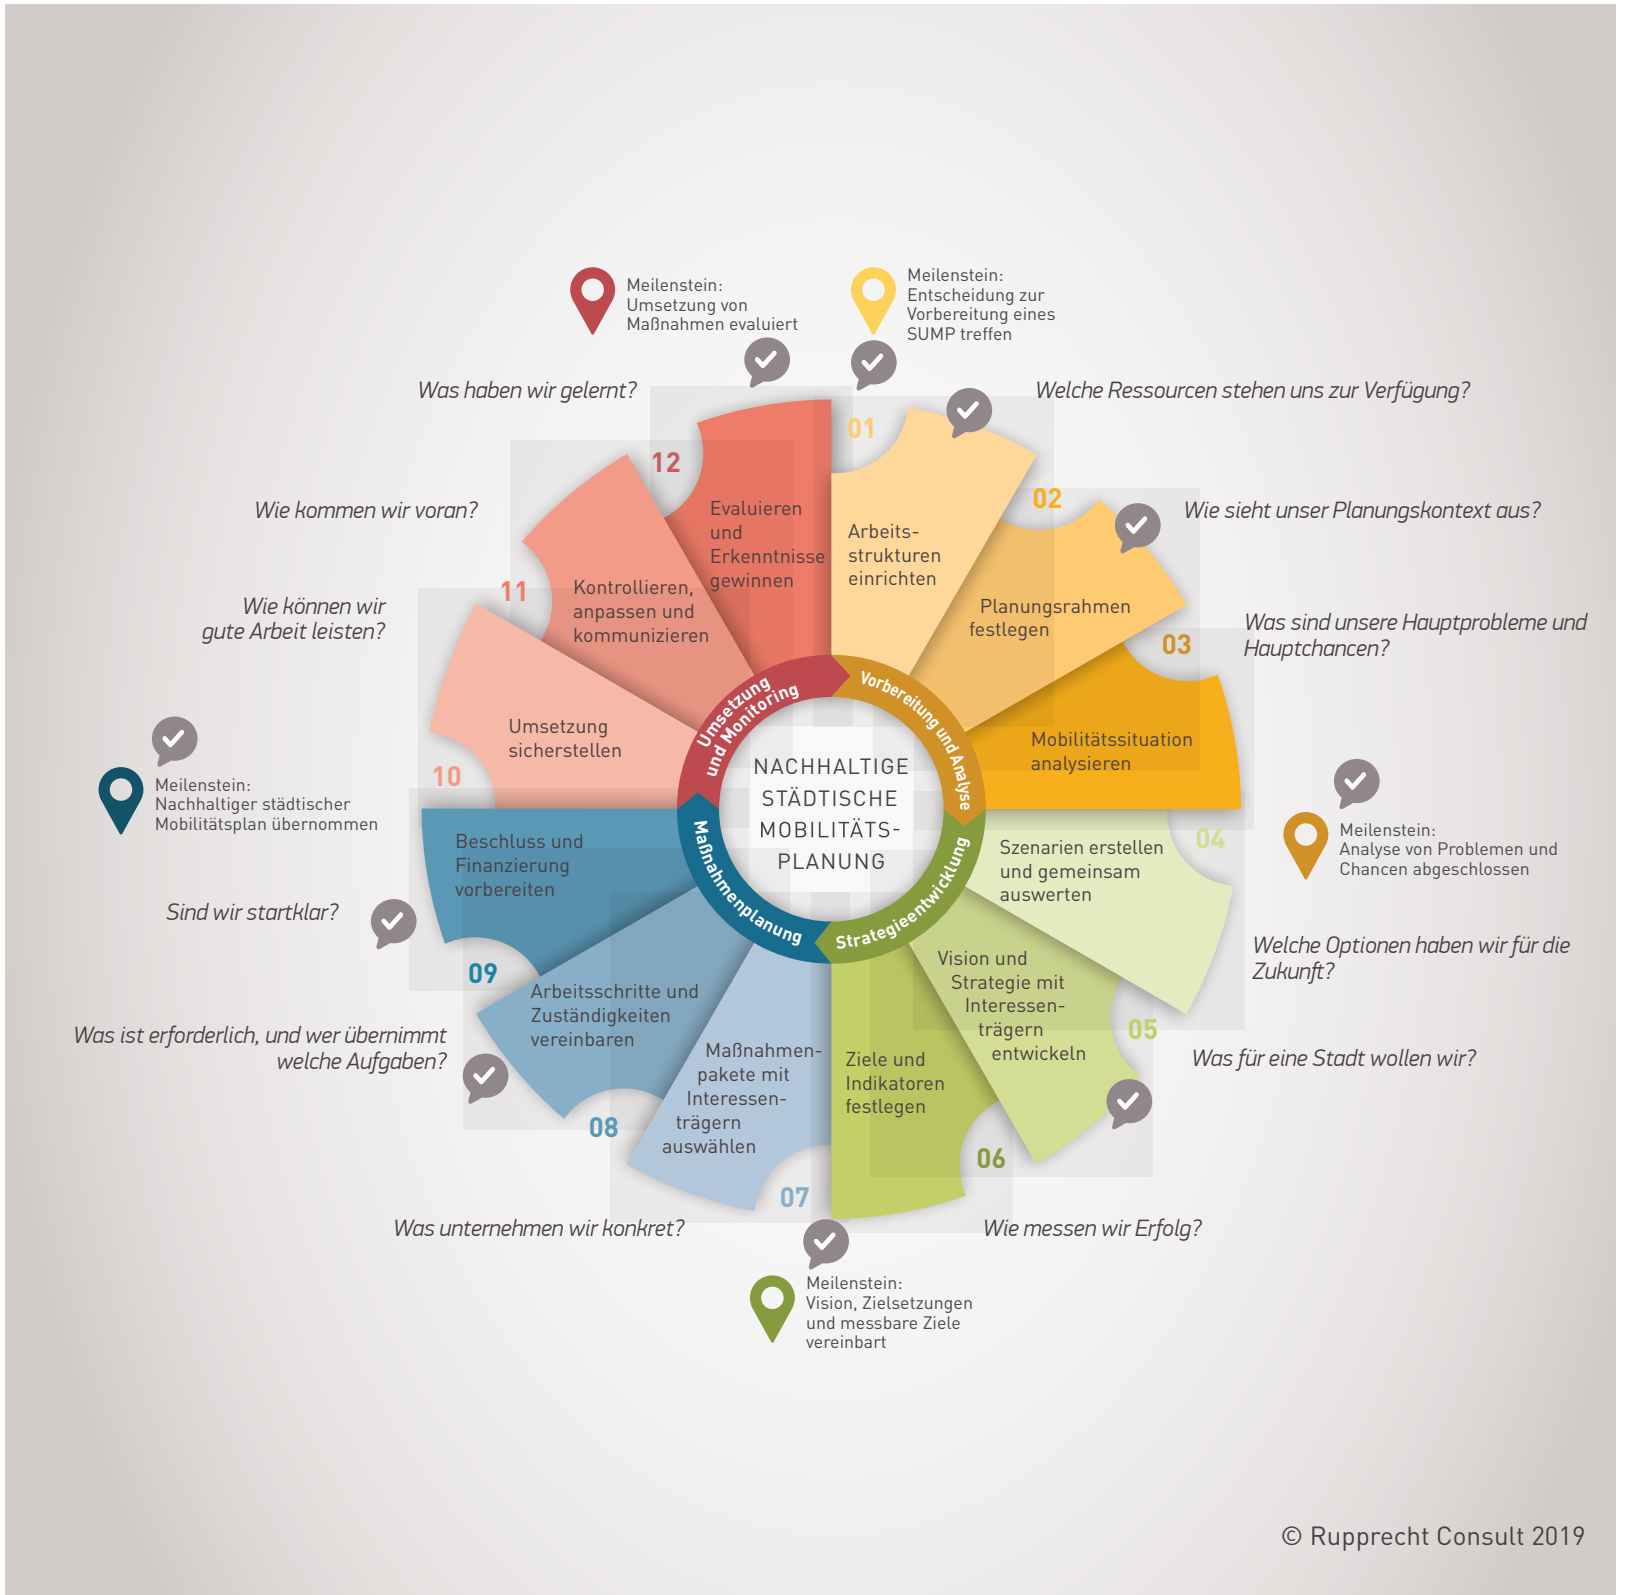 Meilenstein:
Umsetzung von
Maßnahmen evaluiert
Meilenstein:
Entscheidung zur
Vorbereitung eines
SUMP treffen
Was haben wir gelernt?
Welche Ressourcen stehen uns zur Verfügung?
Wie kommen wir voran?
Wie sieht unser Planungskontext aus?
Wie können wir
gute Arbeit leisten?
Was sind unsere Hauptprobleme und
Hauptchancen?
01
Arbeits-
strukturen
einrichten
02
Planungsrahmen
festlegen
03
Mobilitätssituation
analysieren
Meilenstein:
Analyse von Problemen und
Chancen abgeschlossen
04
Szenarien erstellen
und gemeinsam
auswerten
Welche Optionen haben wir für die
Zukunft?
05
Vision und
Strategie mit
Interessen-
trägern
entwickeln
Was für eine Stadt wollen wir?
06
Ziele und
Indikatoren
festlegen
Wie messen wir Erfolg?
Meilenstein:
Vision, Zielsetzungen
und messbare Ziele
vereinbart
07
Maßnahmen-
pakete mit
Interessen-
trägern
auswählen
Was unternehmen wir konkret?
08
Arbeitsschritte und
Zuständigkeiten
vereinbaren
Was ist erforderlich, und wer übernimmt
welche Aufgaben?
09
Beschluss und
Finanzierung
vorbereiten
Sind wir startklar?
Meilenstein:
Nachhaltiger städtischer
Mobilitätsplan übernommen
10
Umsetzung
sicherstellen
11
Kontrollieren,
anpassen und
kommunizieren
12
Evaluieren
und
Erkenntnisse
gewinnen
Vorbereitung und Analyse
Strategieentwicklung
Maßnahmenplanung
Umsetzung
und Monitoring
NACHHALTIGE
STÄDTISCHE
MOBILITÄTS-
PLANUNG
© Rupprecht Consult 2019